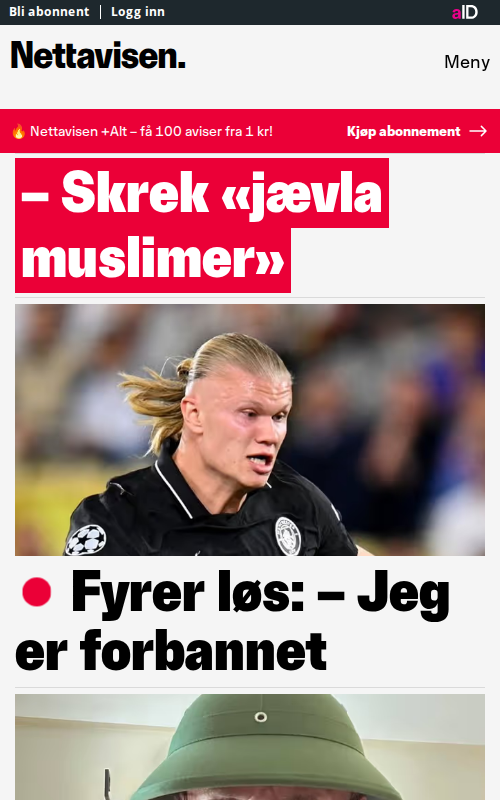 Bli abonnent | Logg inn
aID
Nettavisen.
Meny
🔥 Nettavisen +Alt – få 100 aviser fra 1 kr!
Kjøp abonnement →
– Skrek «jævla
muslimer»
Fyrer løs: – Jeg
er forbannet